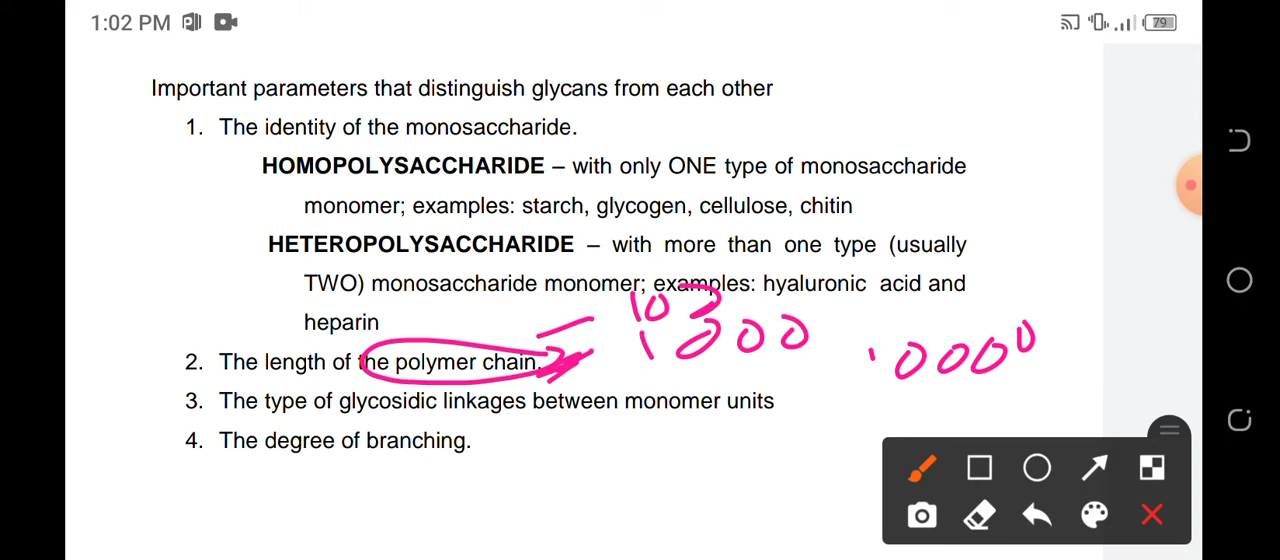 1:02 PM
79
Important parameters that distinguish glycans from each other
1. The identity of the monosaccharide.
HOMOPOLYSACCHARIDE – with only ONE type of monosaccharide
monomer; examples: starch, glycogen, cellulose, chitin
HETEROPOLYSACCHARIDE – with more than one type (usually
TWO) monosaccharide monomer; examples: hyaluronic acid and
heparin
2. The length of the polymer chain.
3. The type of glycosidic linkages between monomer units
4. The degree of branching.